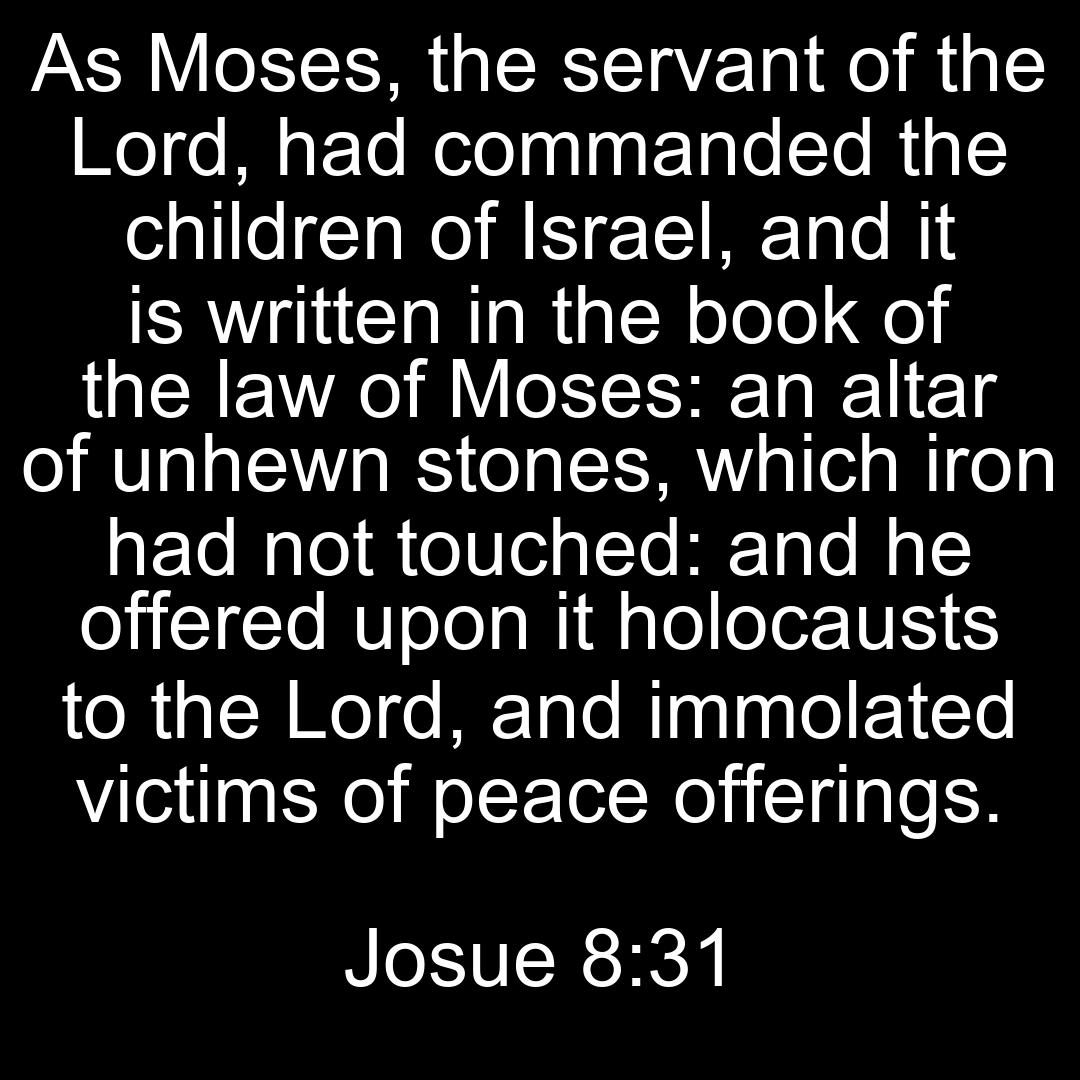 As Moses, the servant of the
Lord, had commanded the
children of Israel, and it
is written in the book of
the law of Moses: an altar
of unhewn stones, which iron
had not touched: and he
offered upon it holocausts
to the Lord, and immolated
victims of peace offerings.
Josue 8:31